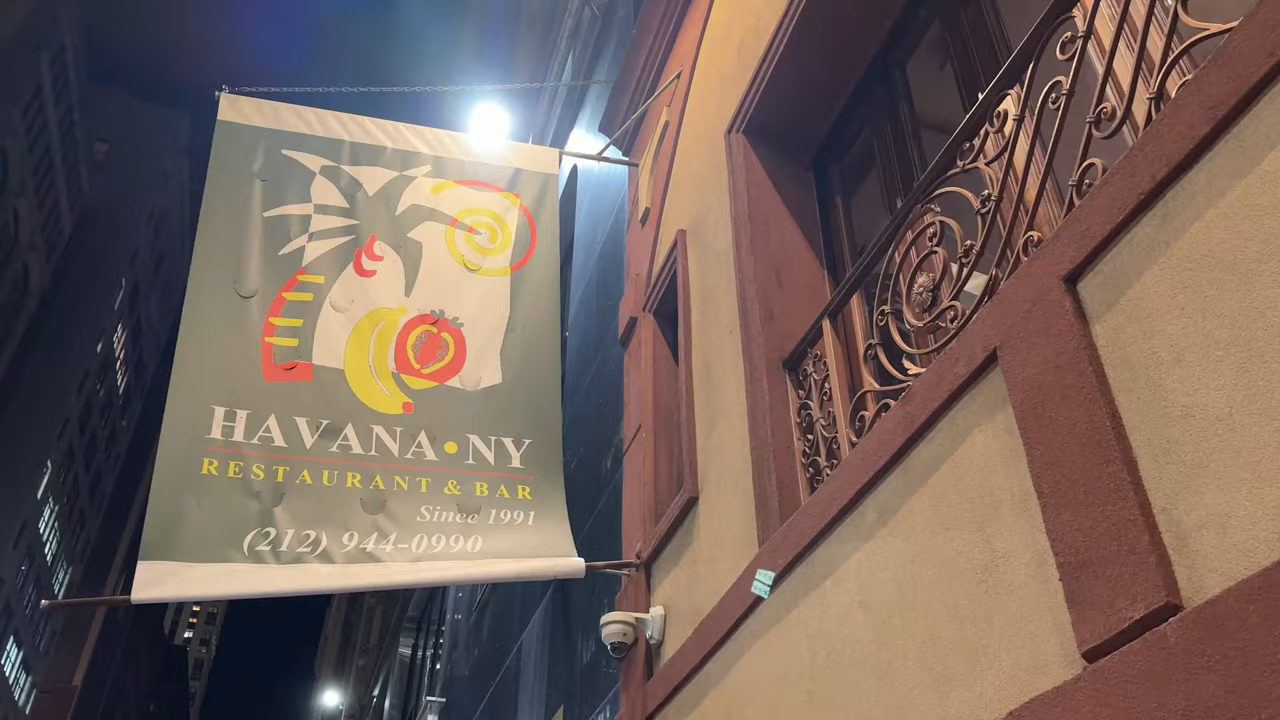 HAVANA•NY
RESTAURANT & BAR
Since 1991
(212) 944-0990